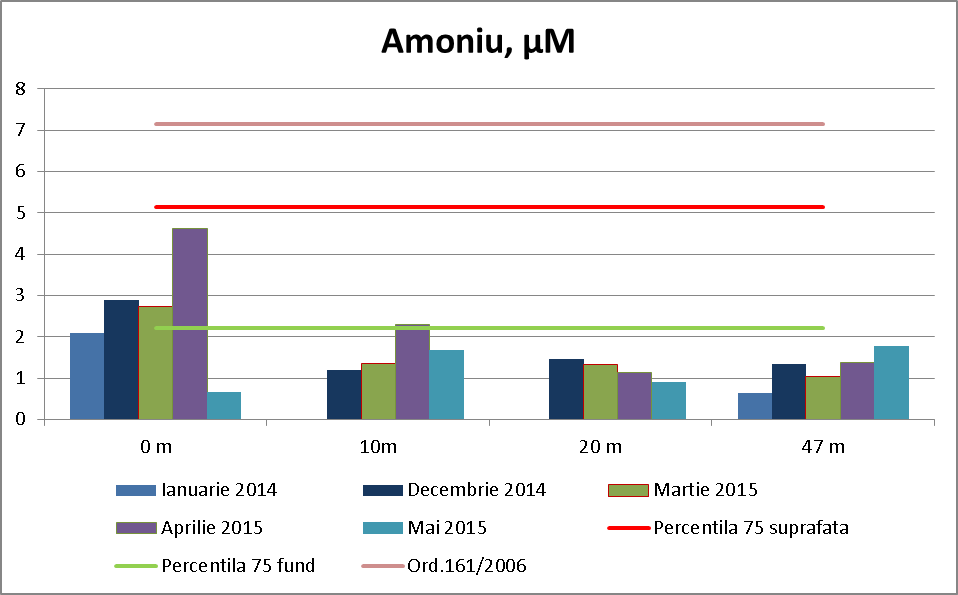 Amoniu, µM
8
7
6
5
4
3
2
1
0
0 m 10m 20 m 47 m
Ianuarie 2014 Decembrie 2014 Martie 2015
Aprilie 2015 Mai 2015 Percentila 75 suprafata
Percentila 75 fund Ord.161/2006